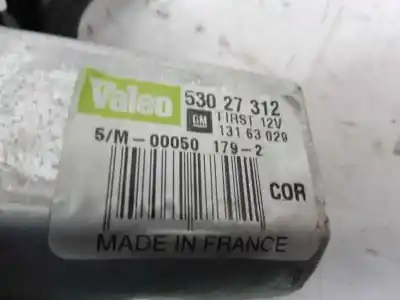 Valeo 530 27 312
GM FIRST 12V
131 63 029
5/M-00050 179-2
COR
MADE IN FRANCE